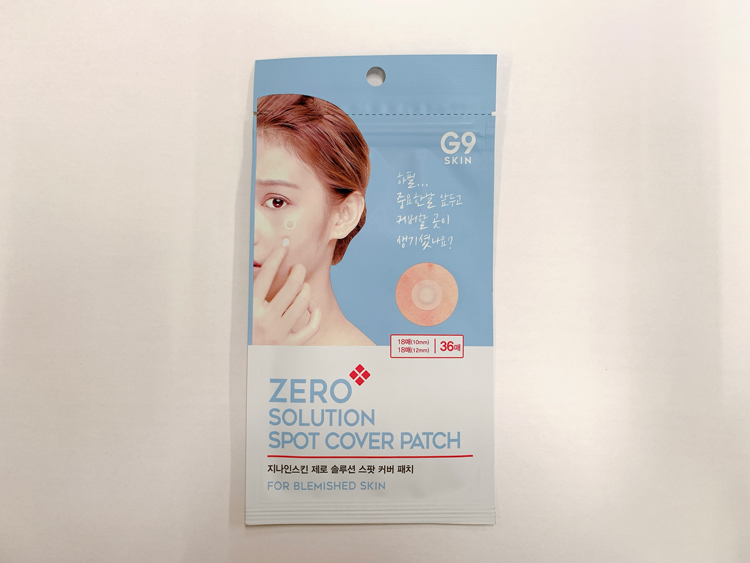 G9
SKIN
하필...
중요한날 앞두고
커버할 곳이
생기셨나요?
18매(10mm)
18매(12mm)
36매
ZERO
SOLUTION
SPOT COVER PATCH
지나인스킨 제로 솔루션 스팟 커버 패치
FOR BLEMISHED SKIN